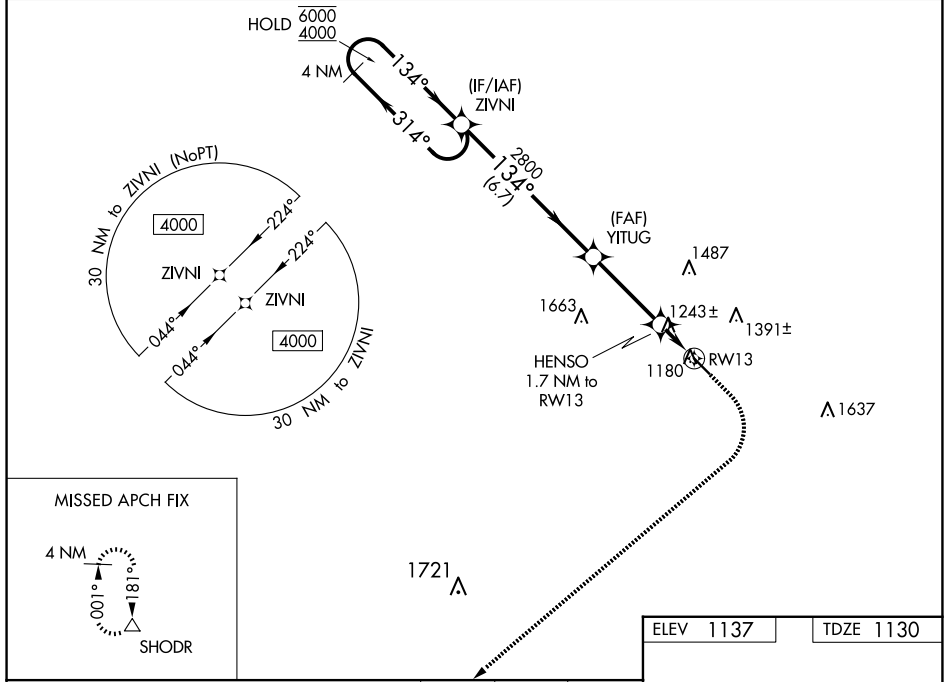 HOLD 6000
4000
4 NM
134°
314°
(IF/IAF)
ZIVNI
2800
134°
(6.7)
30 NM to ZIVNI (NoPT)
4000
224°
ZIVNI
044°
224°
ZIVNI
4000
044°
30 NM to ZIVNI
(FAF)
YITUG
1487
1663
1243±
1391±
HENSO
1.7 NM to
RW13
1180
RW13
1637
MISSED APCH FIX
4 NM
001°
181°
SHODR
1721
ELEV 1137
TDZE 1130